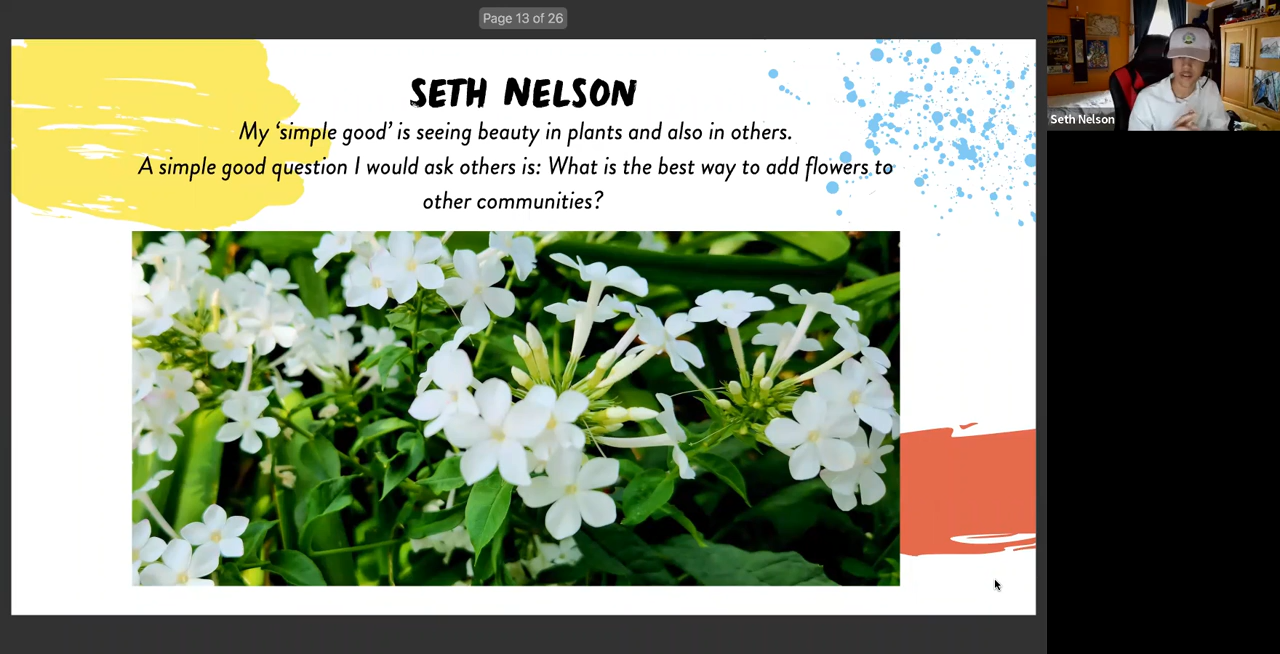 Page 13 of 26
SETH NELSON
My ‘simple good’ is seeing beauty in plants and also in others.
A simple good question I would ask others is: What is the best way to add flowers to
other communities?
Seth Nelson